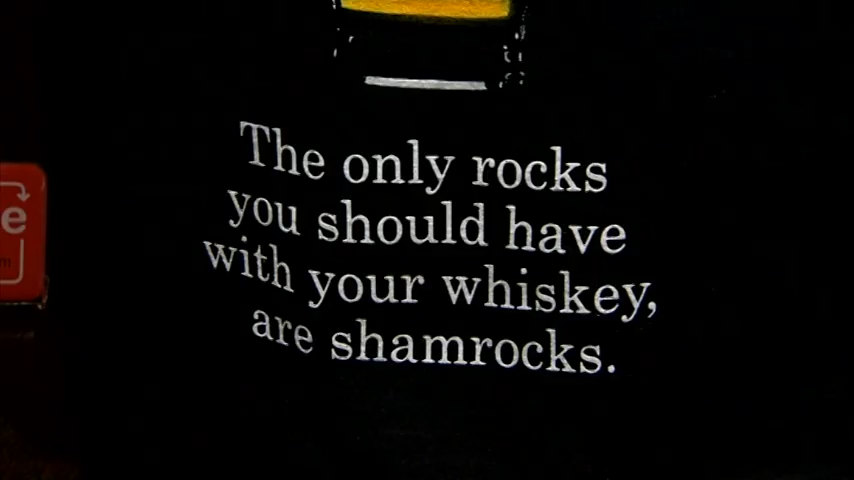 The only rocks
you should have
with your whiskey,
are shamrocks.
e
m